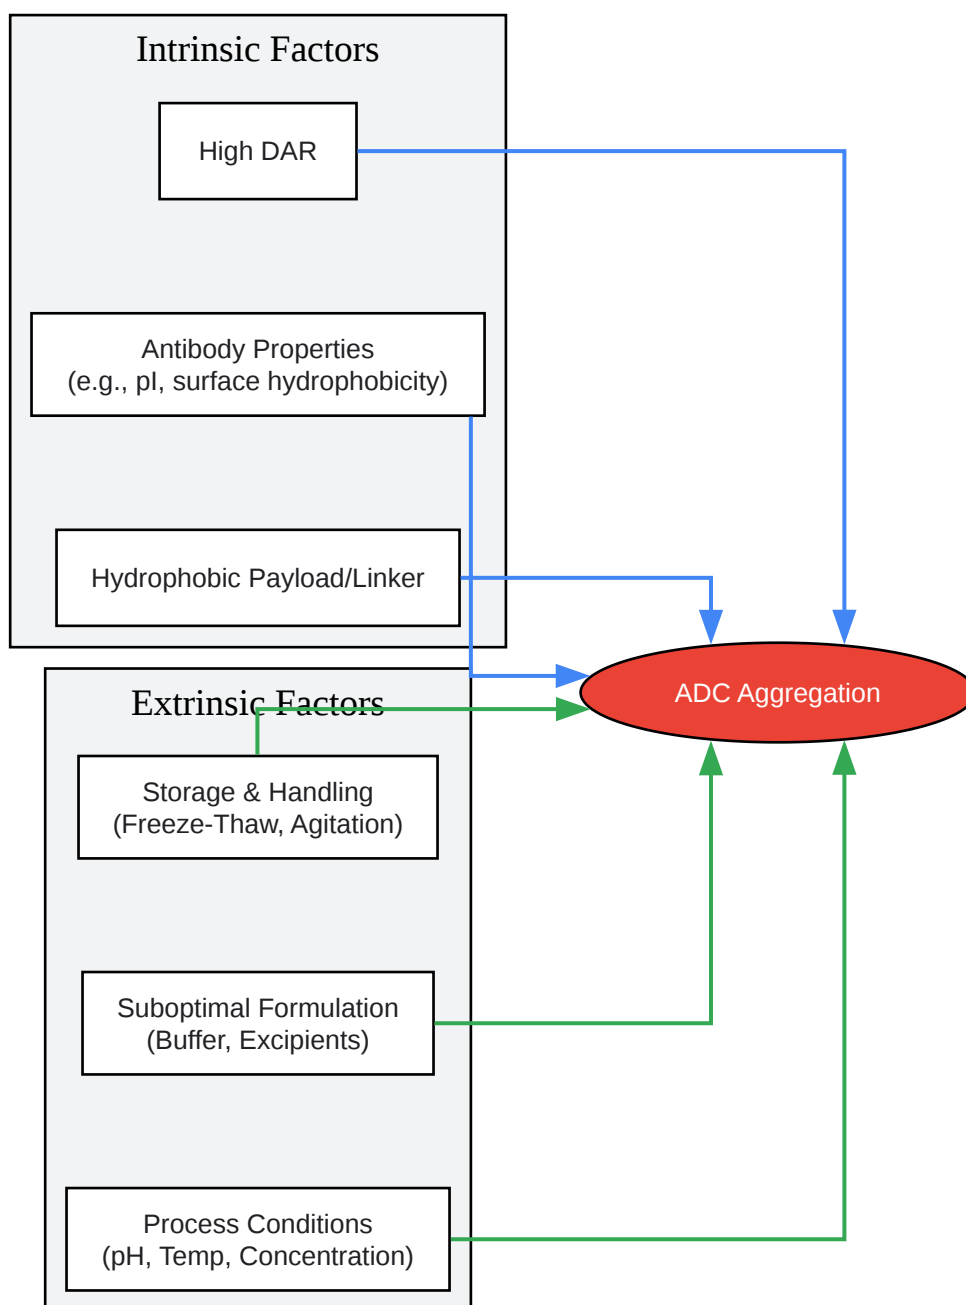 Intrinsic Factors
High DAR
Antibody Properties
(e.g., pI, surface hydrophobicity)
Hydrophobic Payload/Linker
ADC Aggregation
Extrinsic Factors
Storage & Handling
(Freeze-Thaw, Agitation)
Suboptimal Formulation
(Buffer, Excipients)
Process Conditions
(pH, Temp, Concentration)